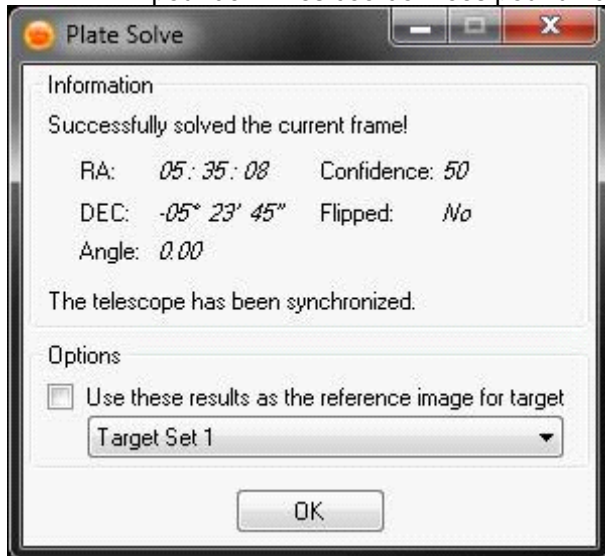 Plate Solve
Information
Successfully solved the current frame!
RA: 05 : 35 : 08 Confidence: 50
DEC: -05° 23' 45" Flipped: No
Angle: 0.00
The telescope has been synchronized.
Options
Use these results as the reference image for target
Target Set 1
OK